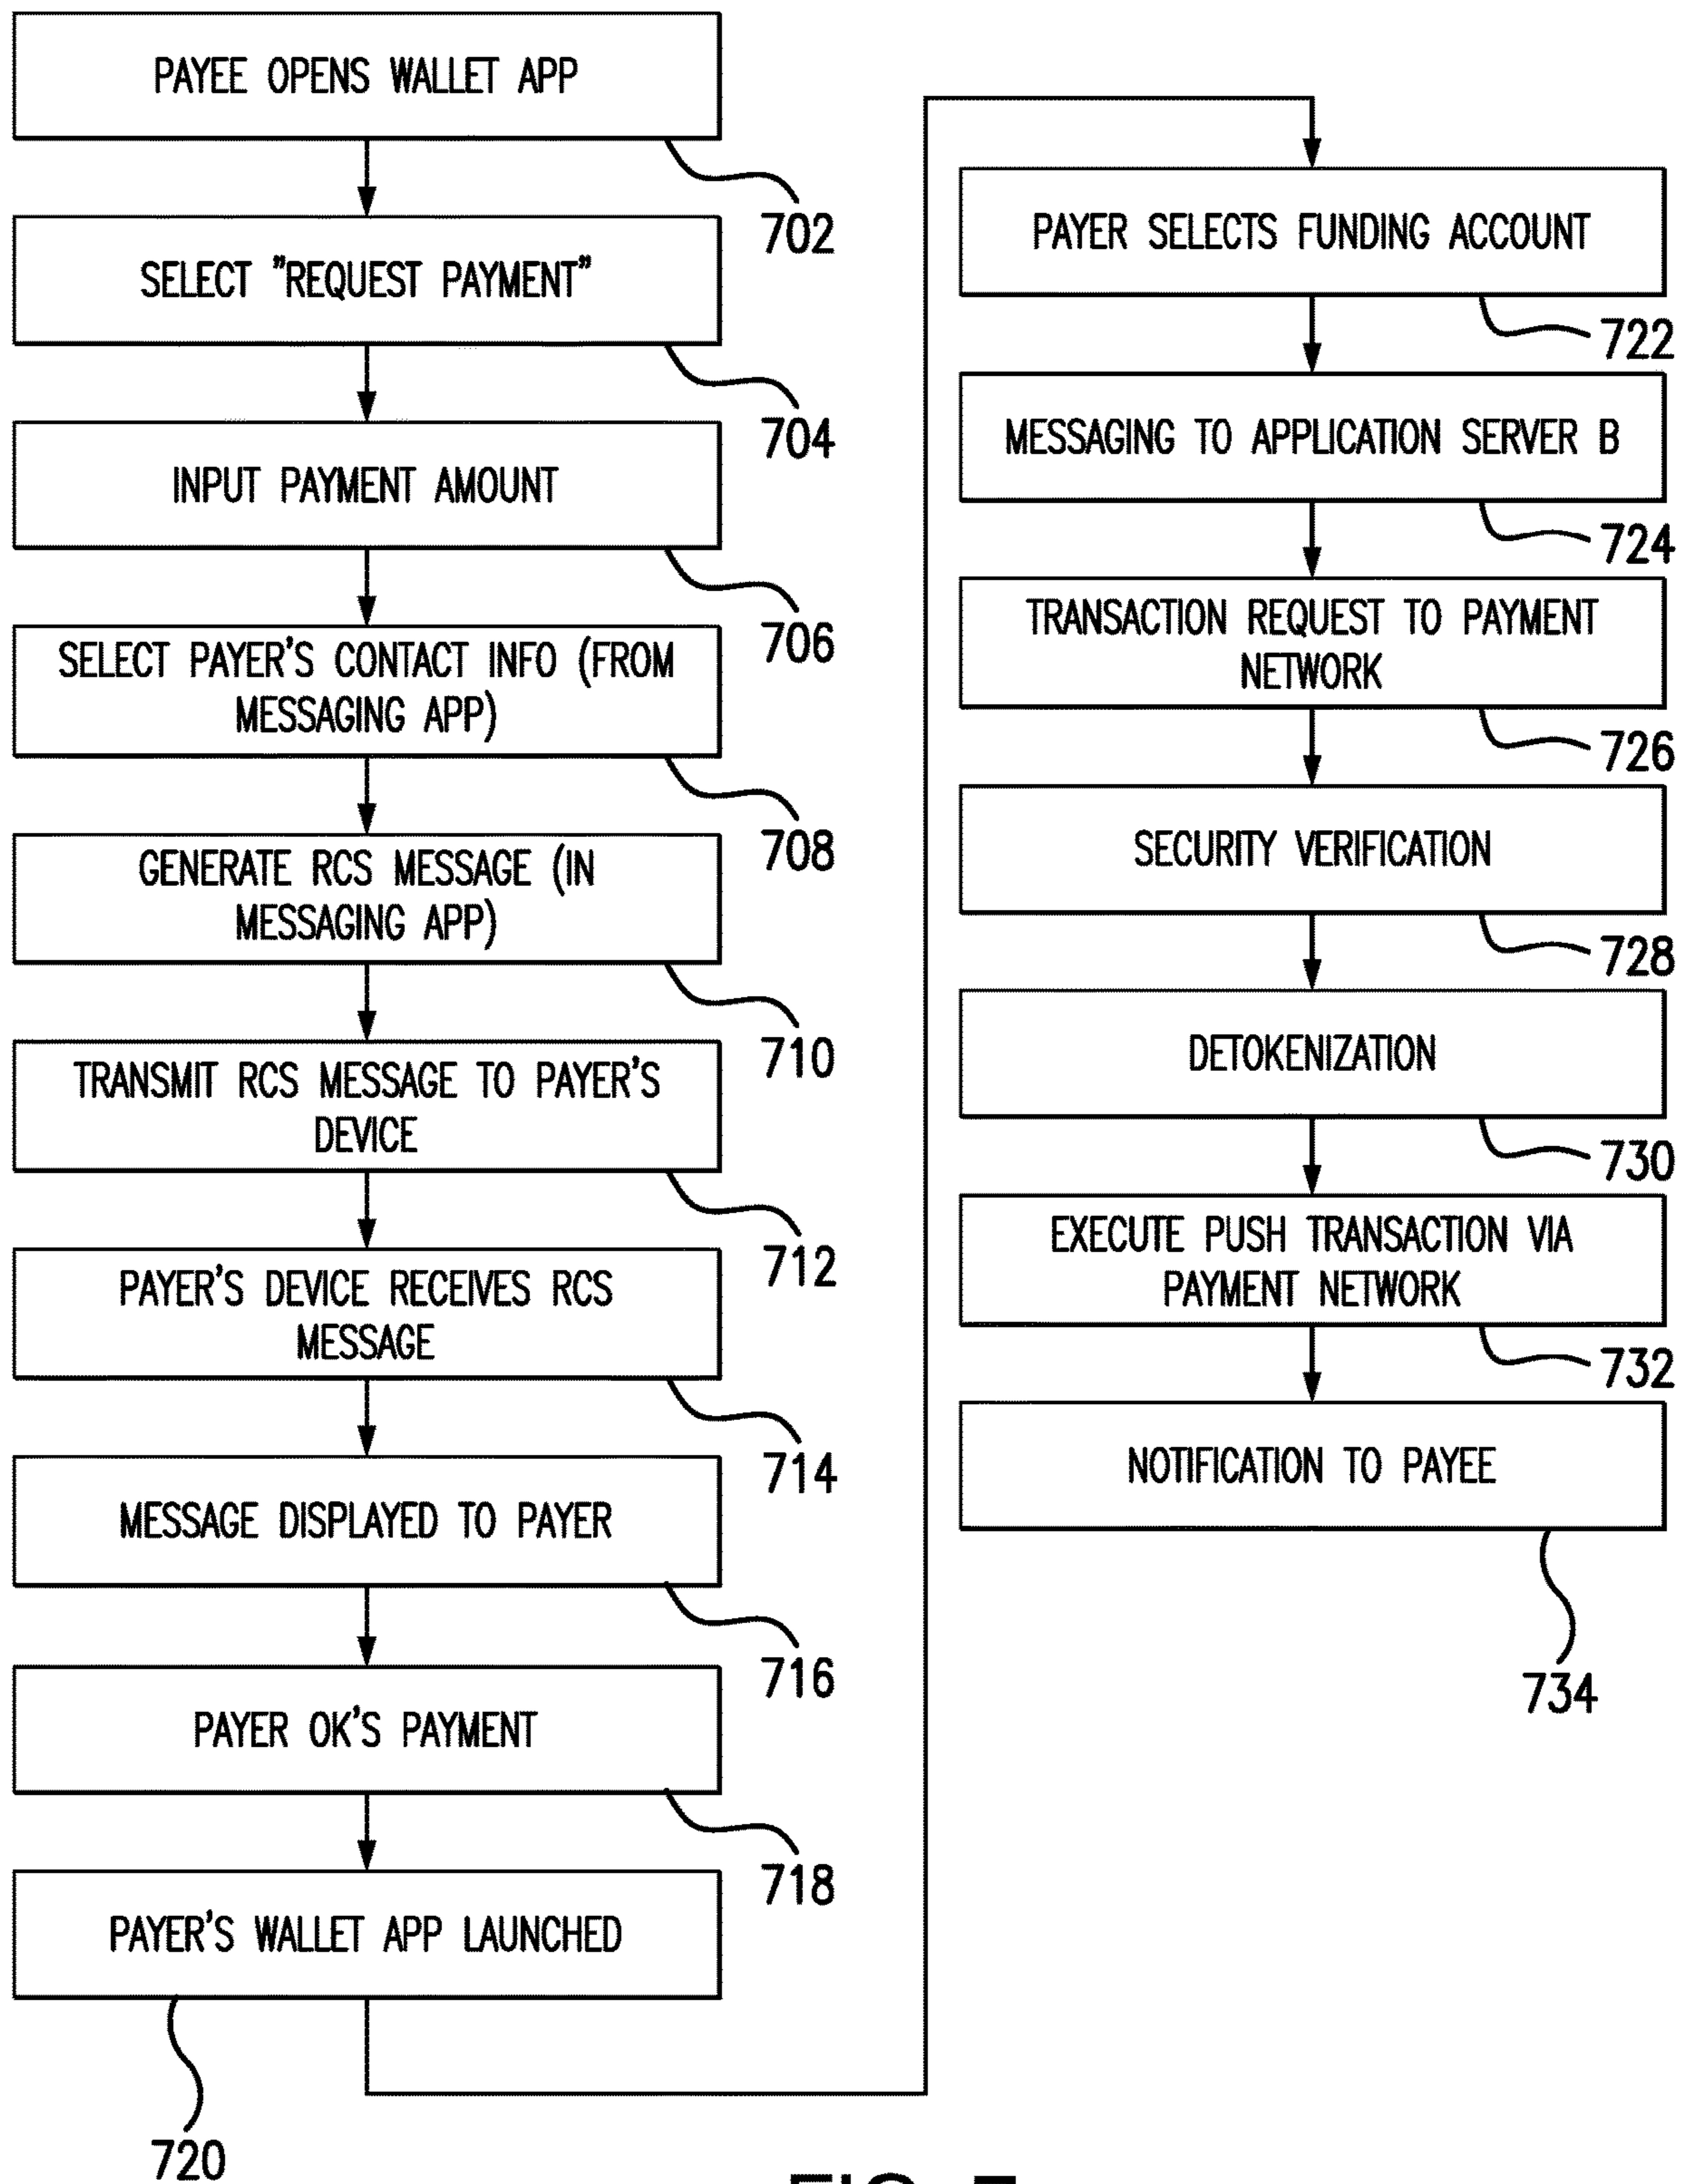 PAYEE OPENS WALLET APP
702
SELECT "REQUEST PAYMENT"
704
INPUT PAYMENT AMOUNT
706
SELECT PAYER'S CONTACT INFO (FROM
MESSAGING APP)
708
GENERATE RCS MESSAGE (IN
MESSAGING APP)
710
TRANSMIT RCS MESSAGE TO PAYER'S
DEVICE
712
PAYER'S DEVICE RECEIVES RCS
MESSAGE
714
MESSAGE DISPLAYED TO PAYER
716
PAYER OK'S PAYMENT
718
PAYER'S WALLET APP LAUNCHED
720
PAYER SELECTS FUNDING ACCOUNT
722
MESSAGING TO APPLICATION SERVER B
724
TRANSACTION REQUEST TO PAYMENT
NETWORK
726
SECURITY VERIFICATION
728
DETOKENIZATION
730
EXECUTE PUSH TRANSACTION VIA
PAYMENT NETWORK
732
NOTIFICATION TO PAYEE
734